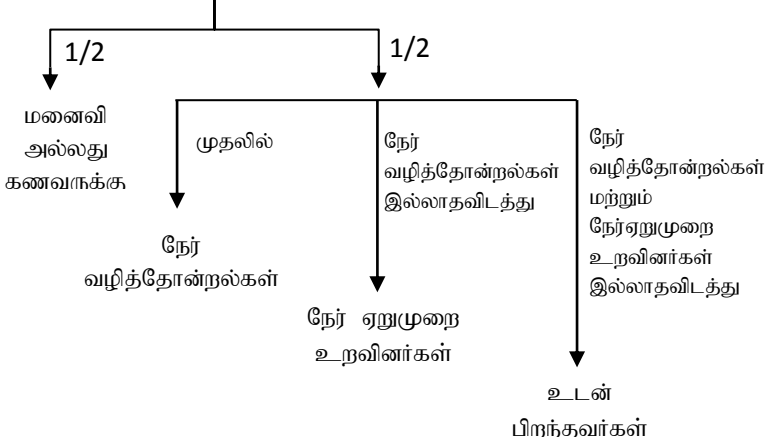 1/2
1/2
மனைவி
அல்லது
கணவருக்கு
முதலில்
நேர்
வழித்தோன்றல்கள்
நேர்
வழித்தோன்றல்கள்
இல்லாதவிடத்து
நேர் ஏறுமுறை
உறவினர்கள்
நேர்
வழித்தோன்றல்கள்
மற்றும்
நேர்ஏறுமுறை
உறவினர்கள்
இல்லாதவிடத்து
உடன்
பிறந்தவர்கள்